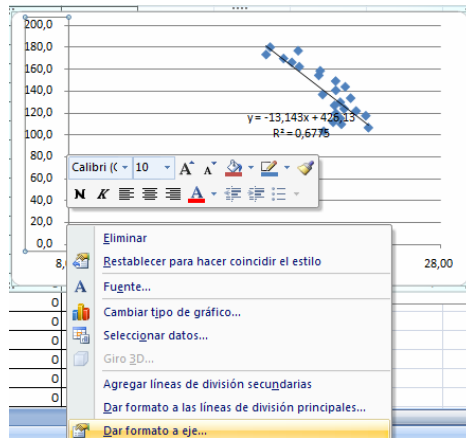 200,0
180,0
160,0
140,0
120,0
100,0
80,0
60,0
40,0
20,0
0,0
y = -13,143x + 426,13
R² = 0,6775
8,
28,00
Calibri (C 10 A A
N K A
Eliminar
Restablecer para hacer coincidir el estilo
A Fuente...
Cambiar tipo de gráfico...
Seleccionar datos...
Giro 3D...
Agregar líneas de división secundarias
Dar formato a las líneas de división principales...
Dar formato a eje...
0
0
0
0
0
0